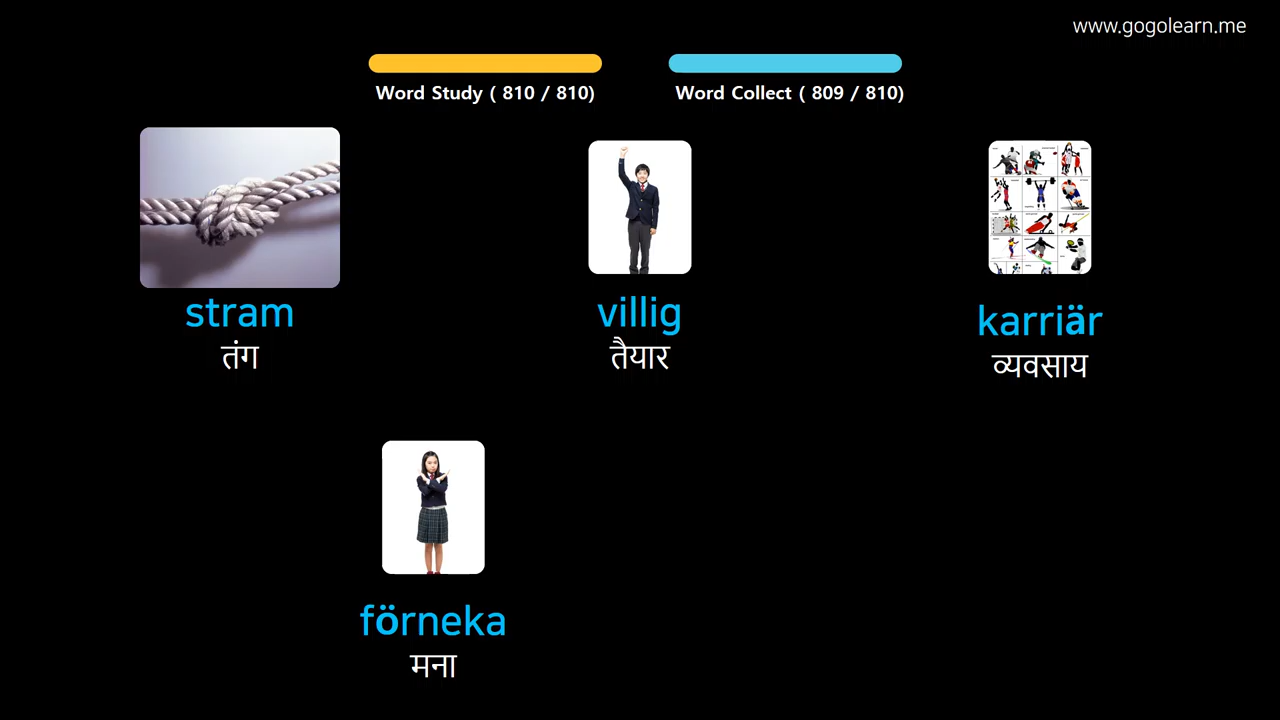 www.gogolearn.me
Word Study ( 810 / 810)
Word Collect ( 809 / 810)
stram
तंग
villig
तैयार
karriär
व्यवसाय
förneka
मना